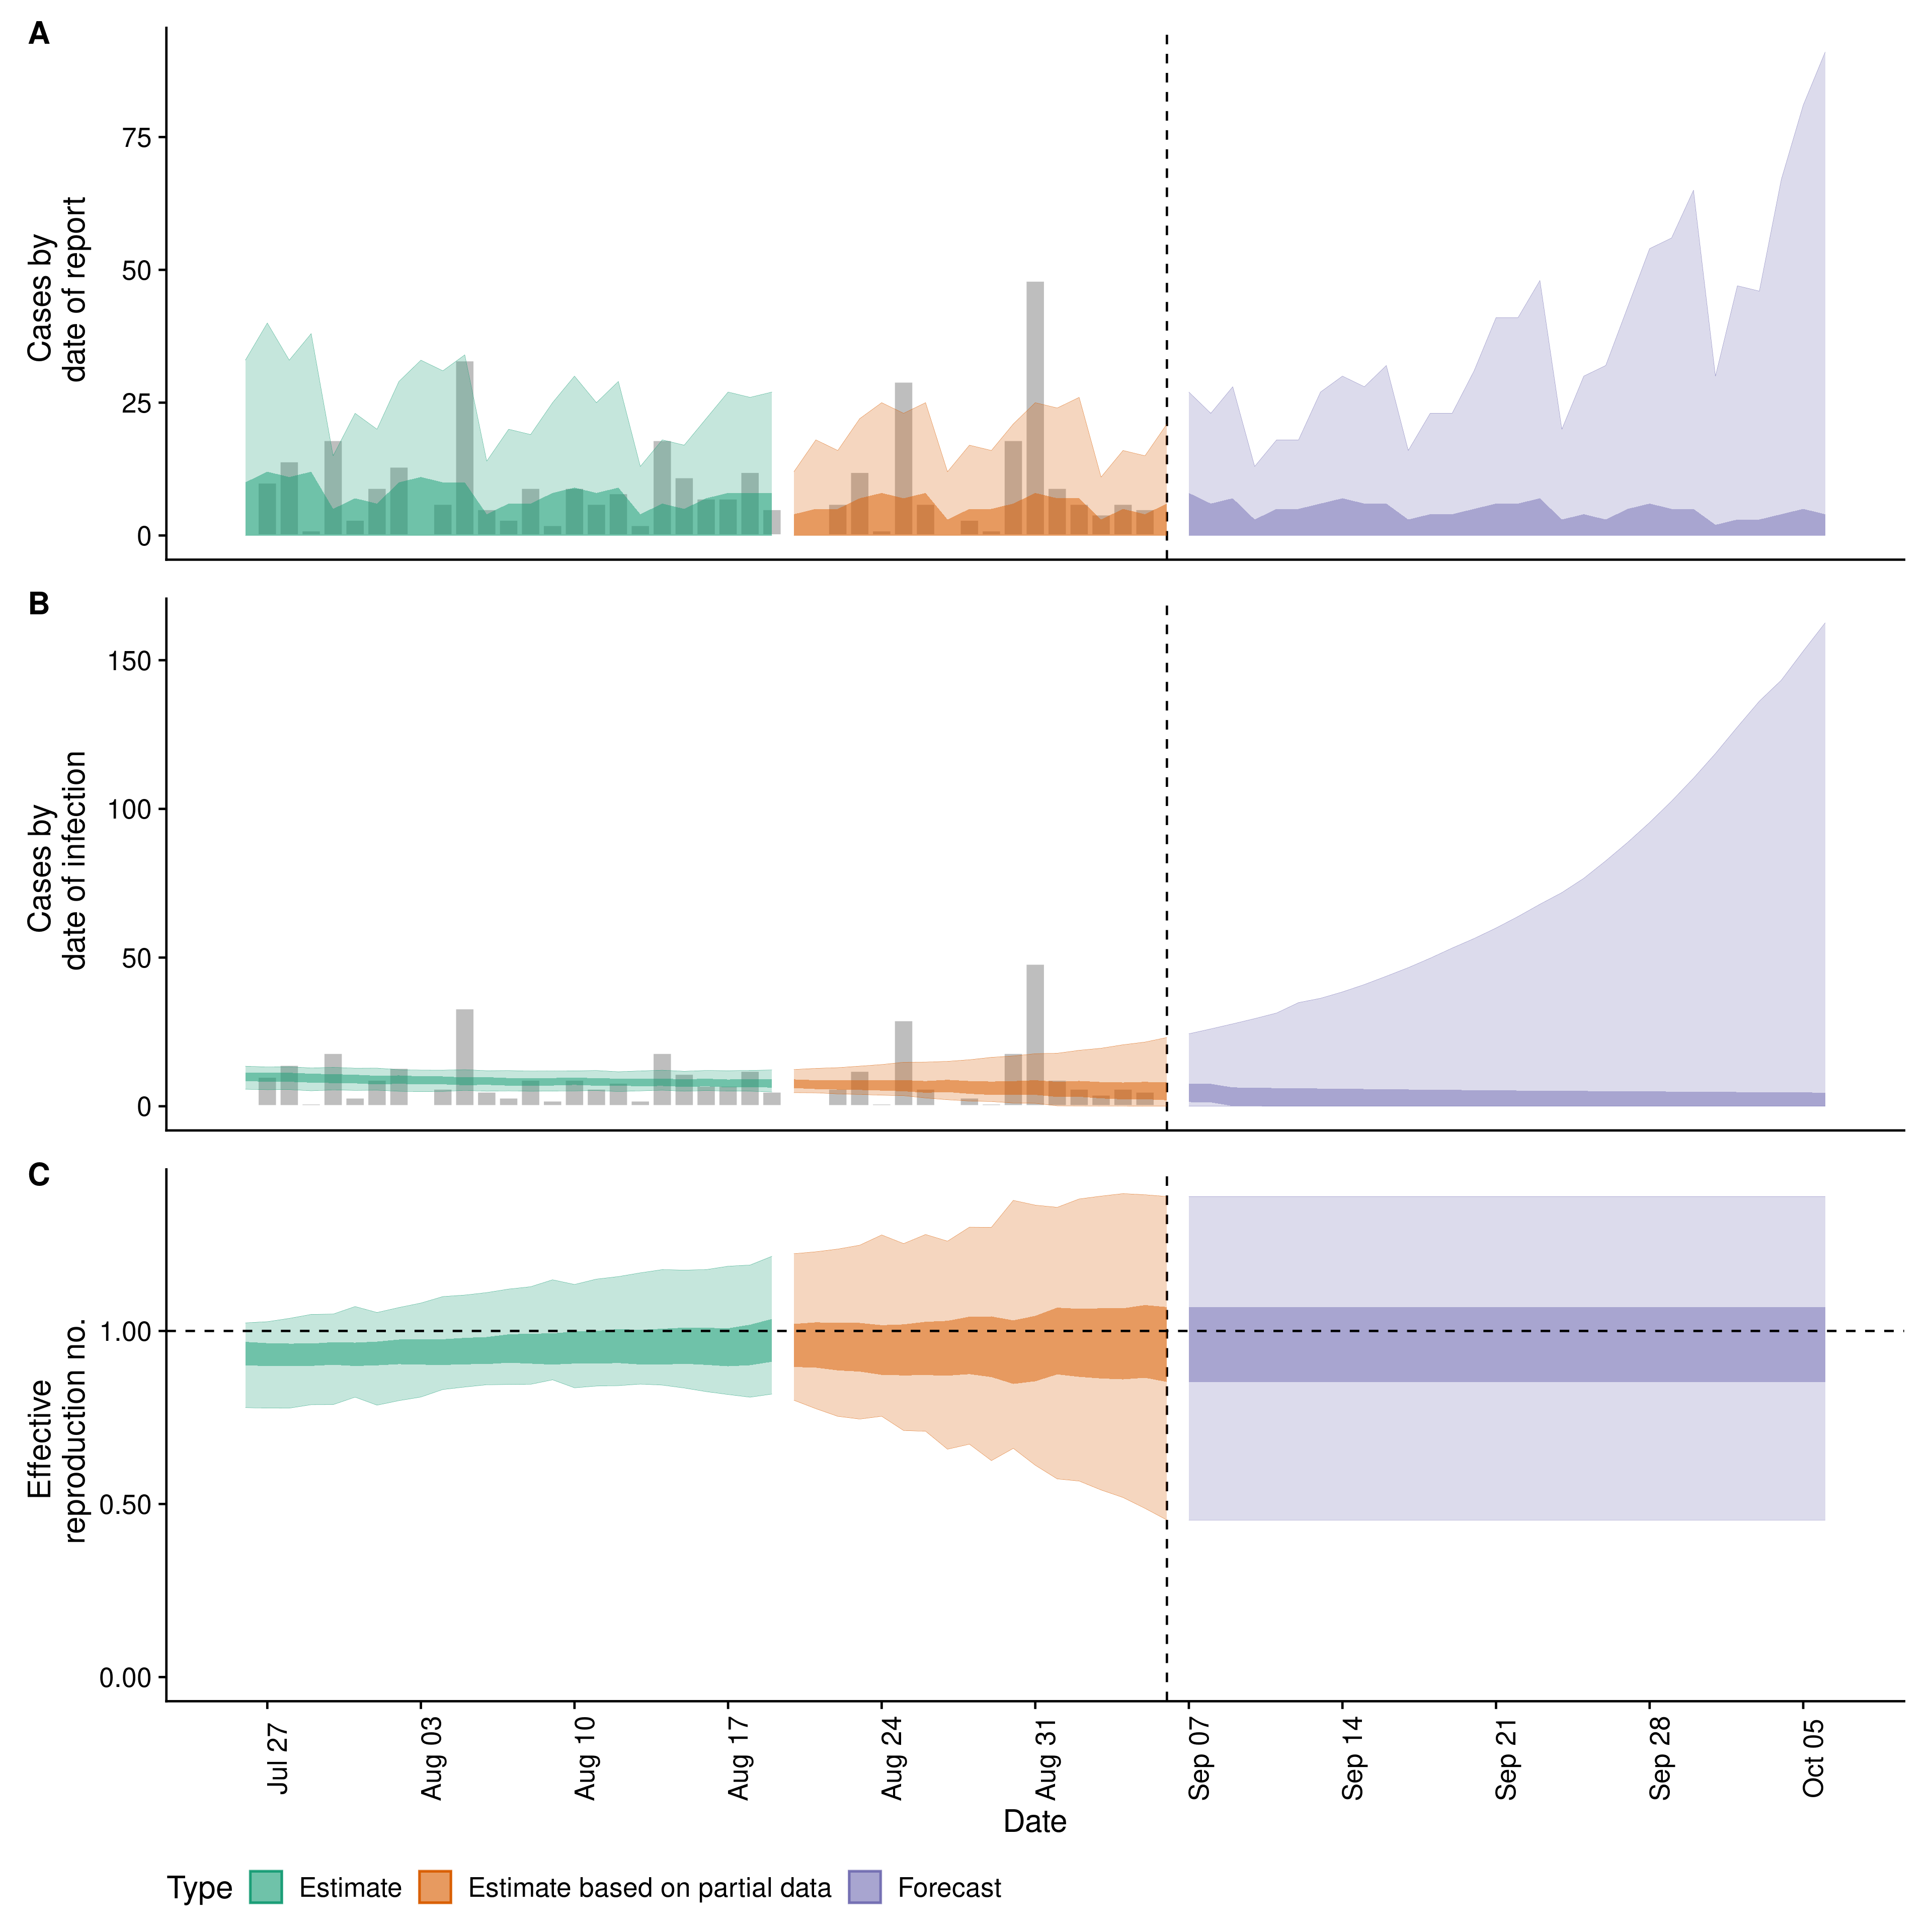 A
Cases by
date of report
75
50
25
0
B
Cases by
date of infection
150
100
50
0
C
Effective
reproduction no.
1.00
0.50
0.00
Jul 27
Aug 03
Aug 10
Aug 17
Aug 24
Aug 31
Sep 07
Sep 14
Sep 21
Sep 28
Oct 05
Date
Type Estimate Estimate based on partial data Forecast